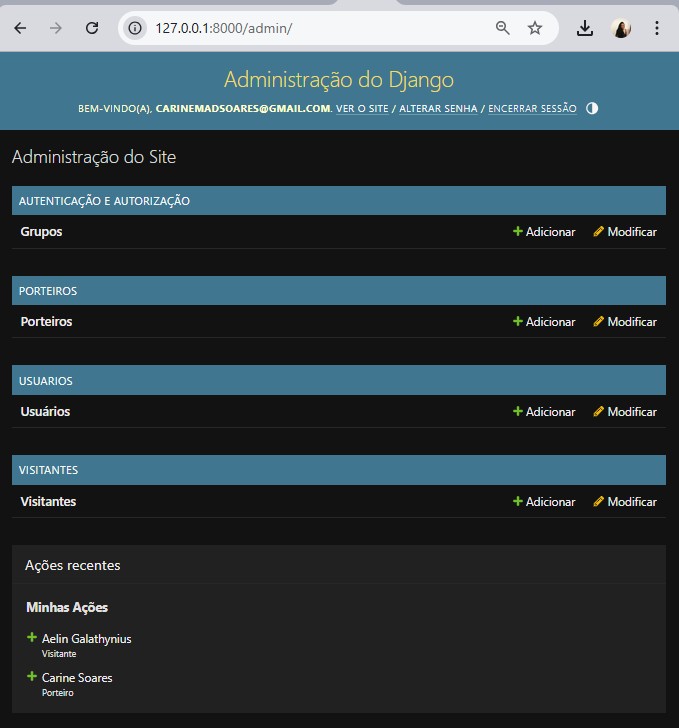 127.0.0.1:8000/admin/
Administração do Django
BEM-VINDO(A), CARINEMADSOARES@GMAIL.COM. VER O SITE / ALTERAR SENHA / ENCERRAR SESSÃO
Administração do Site
AUTENTICAÇÃO E AUTORIZAÇÃO
Grupos Adicionar Modificar
PORTEIROS
Porteiros Adicionar Modificar
USUARIOS
Usuários Adicionar Modificar
VISITANTES
Visitantes Adicionar Modificar
Ações recentes
Minhas Ações
Aelin Galathynius
Visitante
Carine Soares
Porteiro